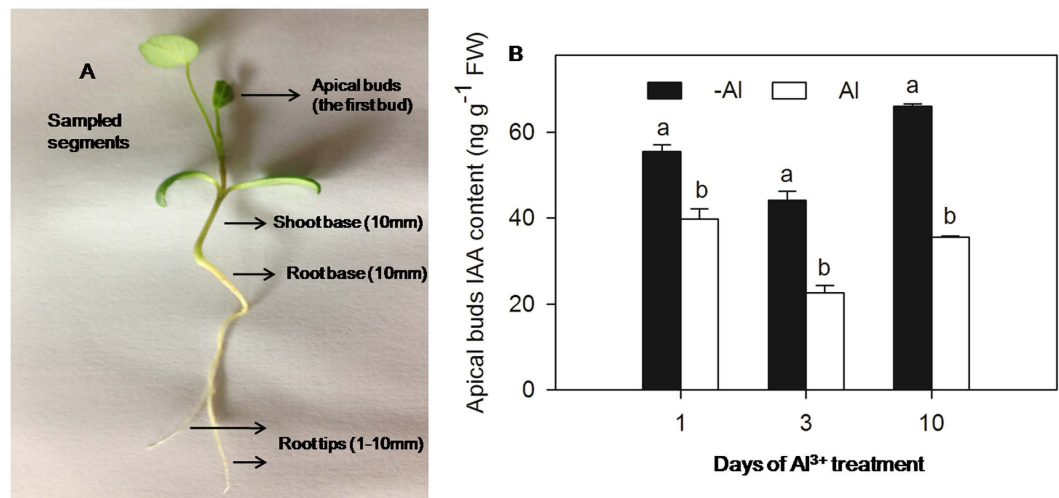 A
Sampled
segments
Apical buds
(the first bud)
Shoot base (10mm)
Root base (10mm)
Root tips (1-10mm)
B
Apical buds IAA content (ng g⁻¹ FW)
-Al
Al
60
40
20
0
a
b
a
b
a
b
1
3
10
Days of Al³⁺ treatment